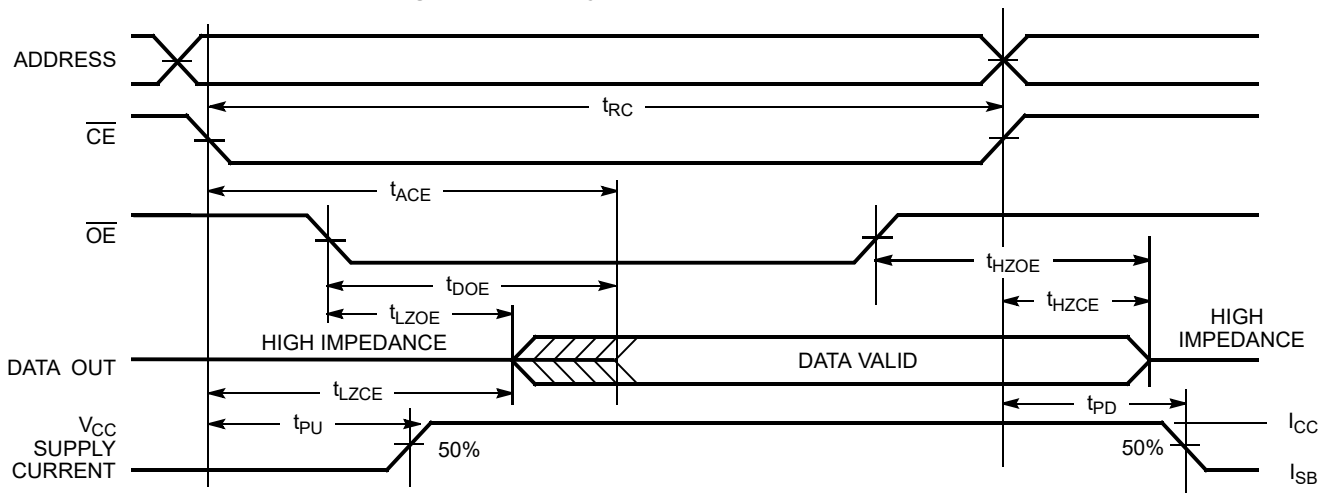 ADDRESS
tRC
CE
tACE
OE
tHZOE
tDOE
tHZCE
tLZOE
HIGH IMPEDANCE
HIGH
IMPEDANCE
DATA OUT
DATA VALID
tLZCE
tPD
tPU
VCC
SUPPLY
CURRENT
50%
50%
ICC
ISB